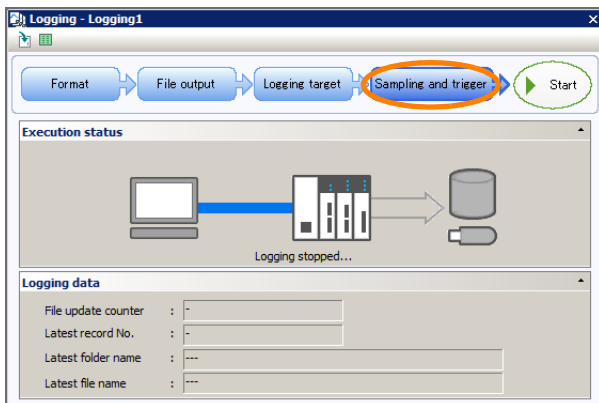 Logging - Logging1
Format File output Logging target Sampling and trigger Start
Execution status
Logging stopped...
Logging data
File update counter : -
Latest record No. : -
Latest folder name : ---
Latest file name : ---